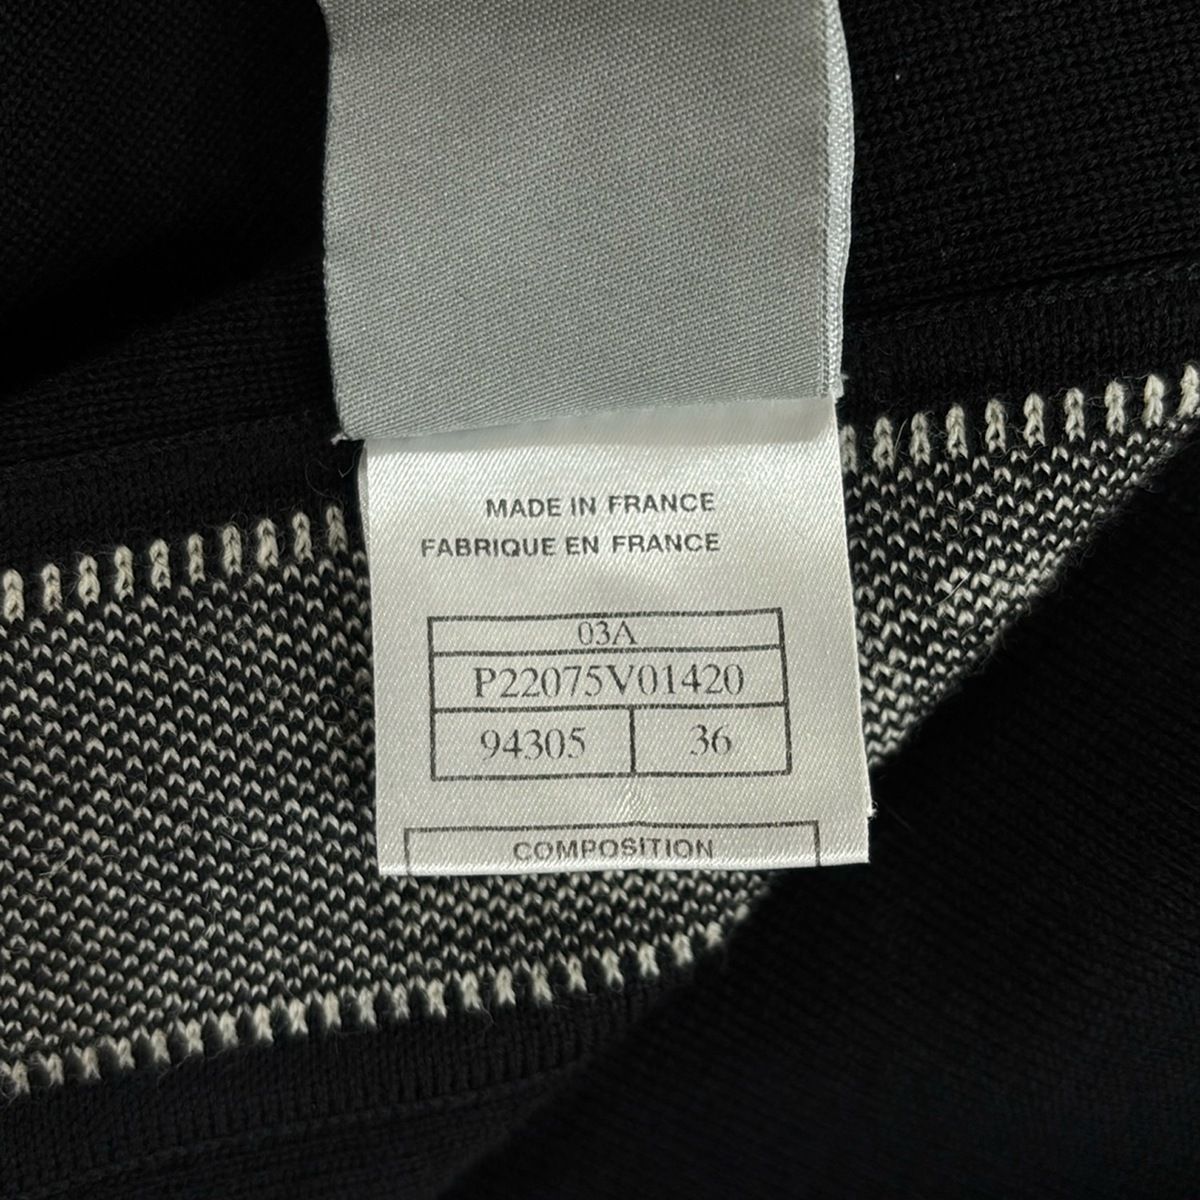 MADE IN FRANCE
FABRIQUE EN FRANCE
03A
P22075V01420
94305 36
COMPOSITION